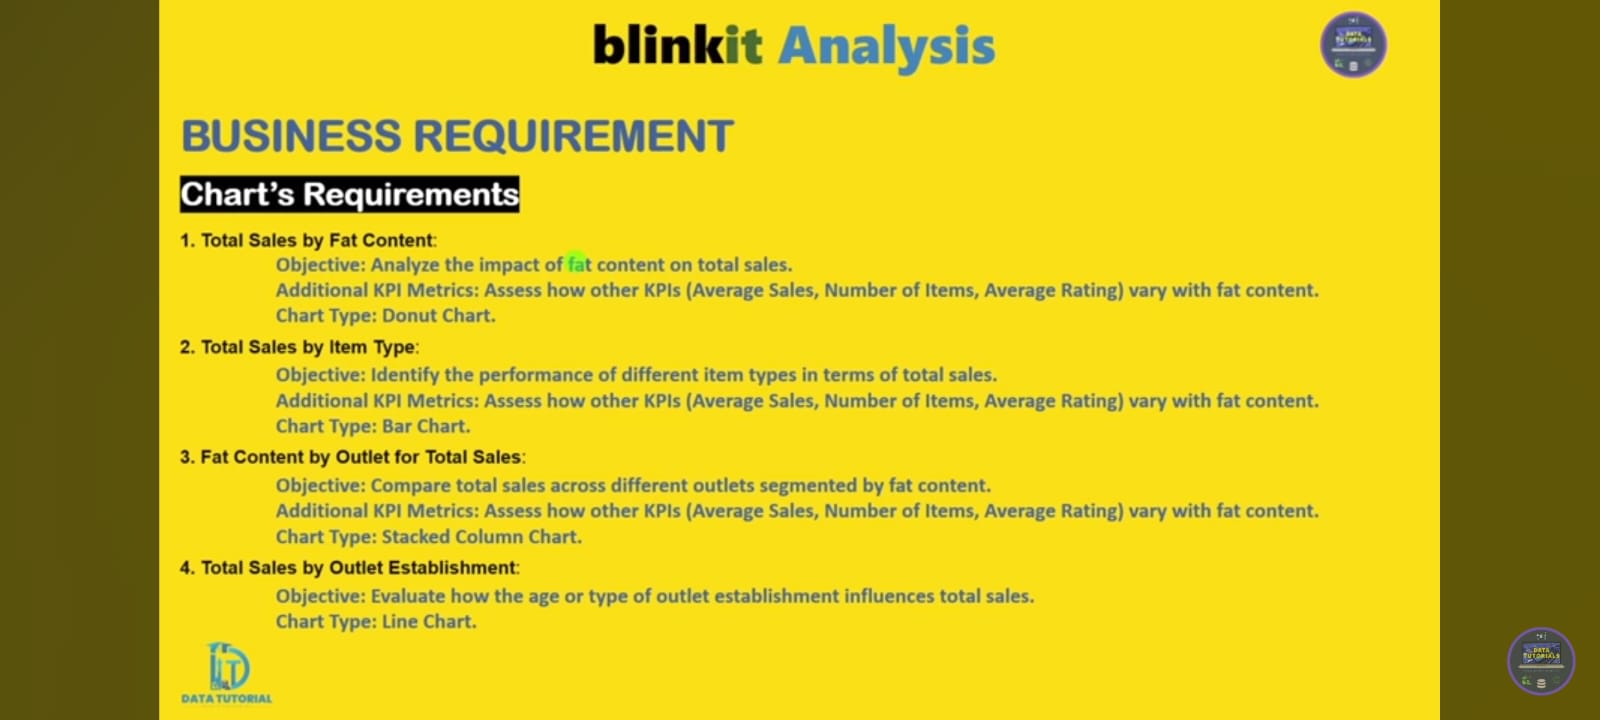 blinkit Analysis
DATA
TUTORIALS
BUSINESS REQUIREMENT
Chart's Requirements
1. Total Sales by Fat Content:
Objective: Analyze the impact of fat content on total sales.
Additional KPI Metrics: Assess how other KPIs (Average Sales, Number of Items, Average Rating) vary with fat content.
Chart Type: Donut Chart.
2. Total Sales by Item Type:
Objective: Identify the performance of different item types in terms of total sales.
Additional KPI Metrics: Assess how other KPIs (Average Sales, Number of Items, Average Rating) vary with fat content.
Chart Type: Bar Chart.
3. Fat Content by Outlet for Total Sales:
Objective: Compare total sales across different outlets segmented by fat content.
Additional KPI Metrics: Assess how other KPIs (Average Sales, Number of Items, Average Rating) vary with fat content.
Chart Type: Stacked Column Chart.
4. Total Sales by Outlet Establishment:
Objective: Evaluate how the age or type of outlet establishment influences total sales.
Chart Type: Line Chart.
DATA TUTORIAL
DATA
TUTORIALS